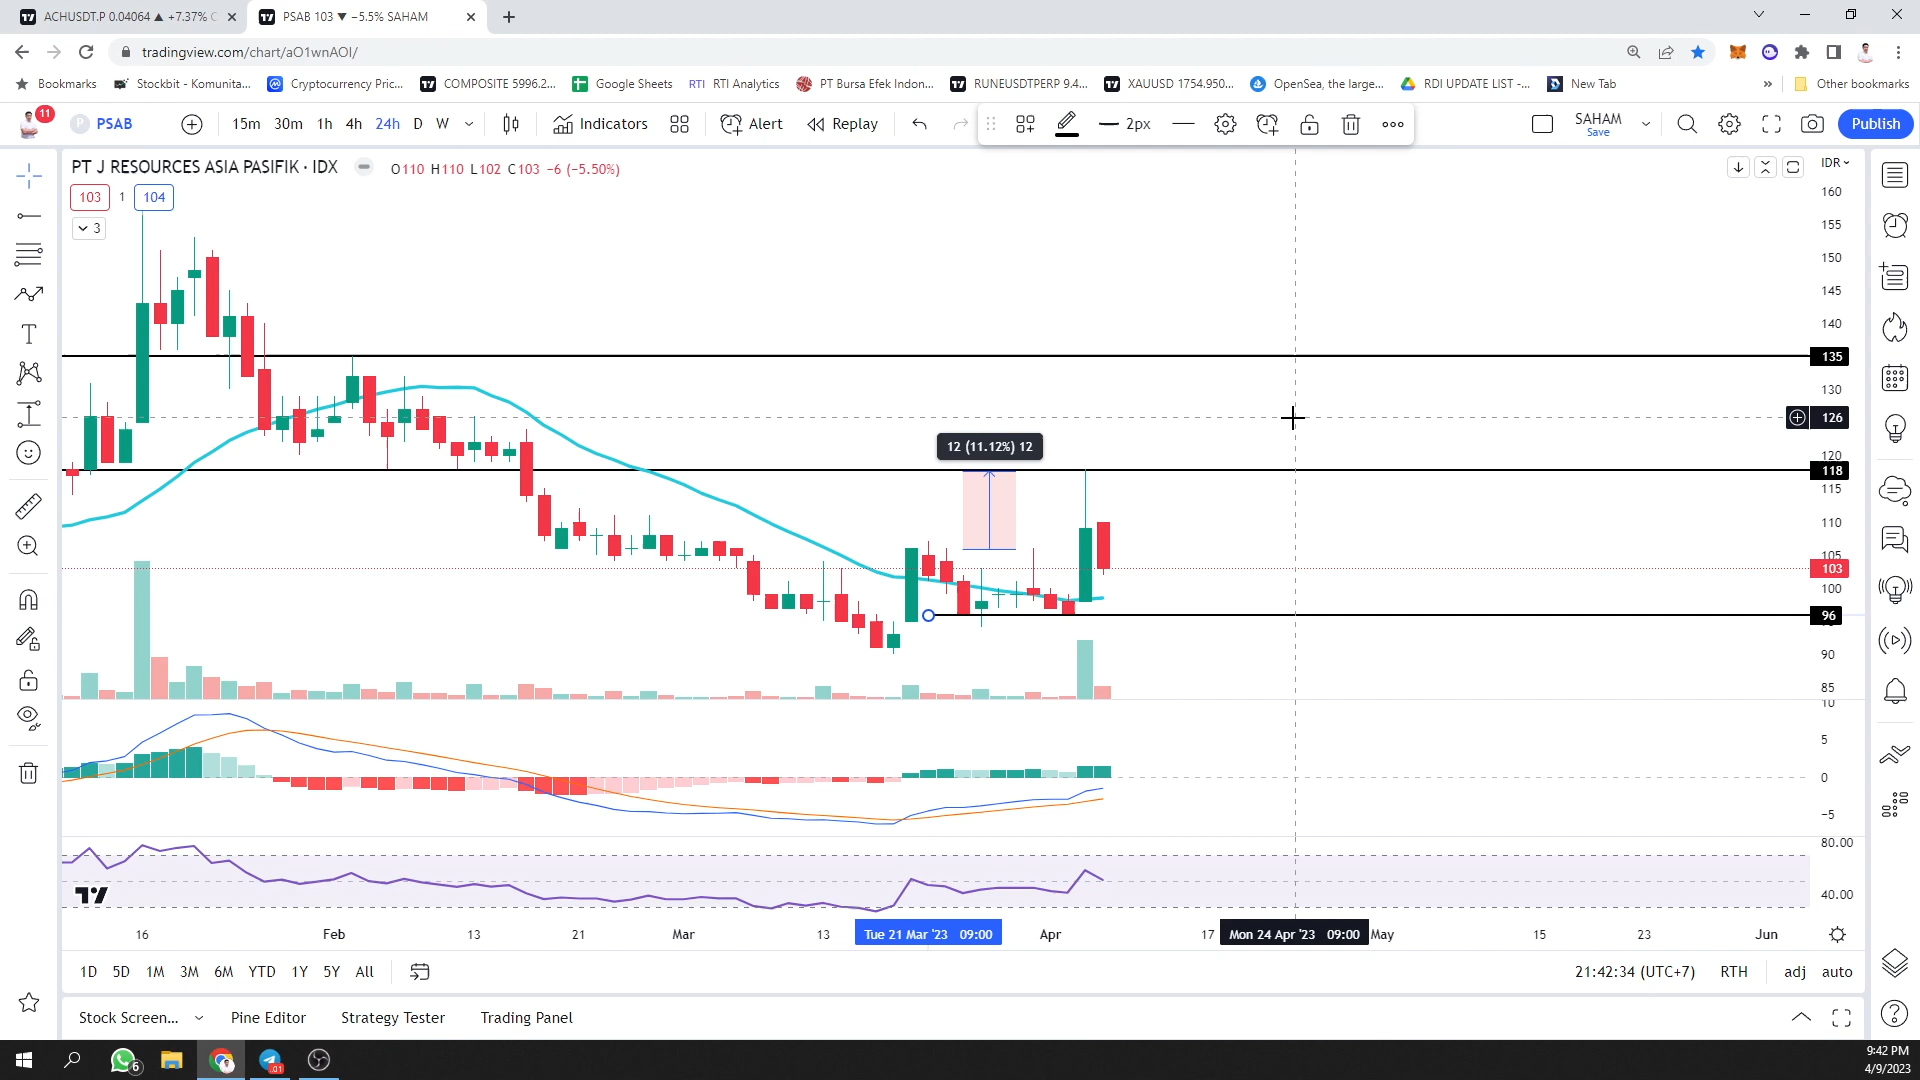 ACHUSDT.P 0.04064 ▲ +7.37% C
PSAB 103 ▼ −5.5% SAHAM
tradingview.com/chart/aO1wnAOI/
Bookmarks
Stockbit - Komunita...
Cryptocurrency Pric...
COMPOSITE 5996.2...
Google Sheets
RTI RTI Analytics
PT Bursa Efek Indon...
RUNEUSDTPERP 9.4...
XAUUSD 1754.950...
OpenSea, the large...
RDI UPDATE LIST -...
New Tab
»
Other bookmarks
11
P PSAB
15m 30m 1h 4h 24h D W
Indicators
Alert
Replay
2px
SAHAM
Save
Publish
PT J RESOURCES ASIA PASIFIK · IDX
O110 H110 L102 C103 −6 (−5.50%)
IDR
103 1 104
3
160
155
150
145
140
135
130
126
120
118
115
110
105
103
100
96
90
85
12 (11.12%) 12
10
5
0
−5
80.00
40.00
16 Feb 13 21 Mar 13 Tue 21 Mar '23 09:00 Apr 17 Mon 24 Apr '23 09:00 May 15 23 Jun
1D 5D 1M 3M 6M YTD 1Y 5Y All
21:42:34 (UTC+7) RTH adj auto
Stock Screen... Pine Editor Strategy Tester Trading Panel
6
9:42 PM
4/9/2023